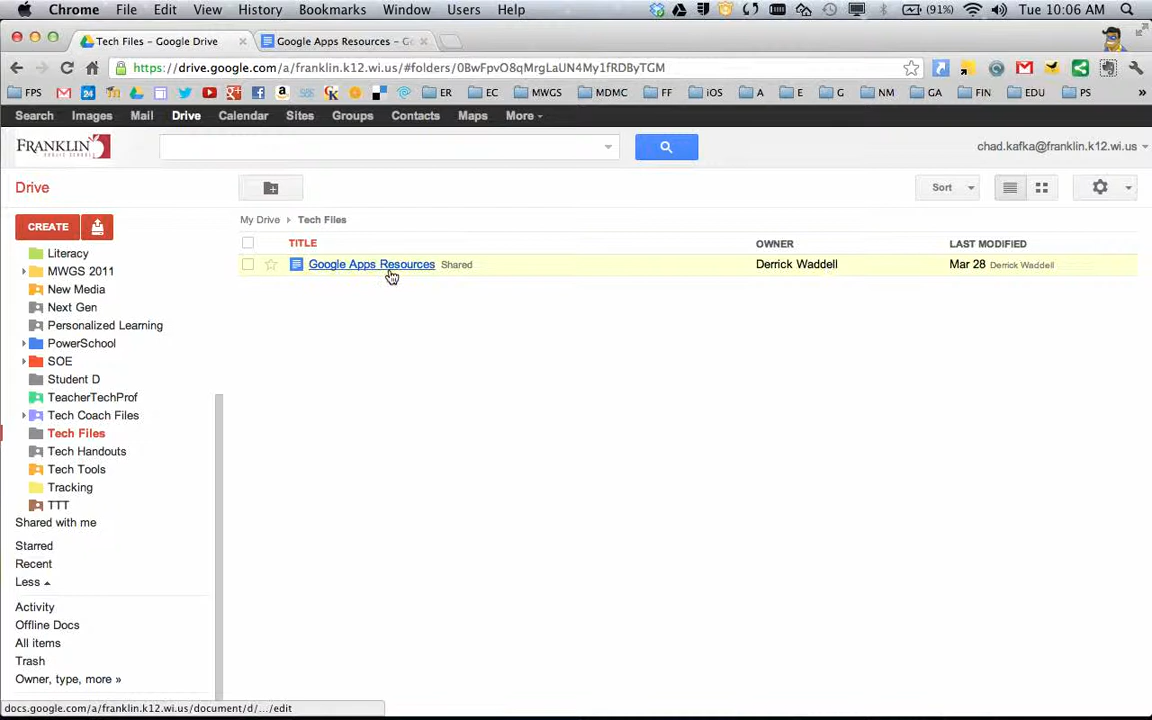 Chrome File Edit View History Bookmarks Window Users Help (91%) Tue 10:06 AM
Tech Files – Google Drive Google Apps Resources – Go
https://drive.google.com/a/franklin.k12.wi.us/#folders/0BwFpvO8qMrgLaUN4My1fRDByTGM
FPS 24 ER EC MWGS MDMC FF iOS A E G NM GA FIN EDU PS »
Search Images Mail Drive Calendar Sites Groups Contacts Maps More
FRANKLIN chad.kafka@franklin.k12.wi.us
Drive Sort
CREATE
My Drive Tech Files
TITLE OWNER LAST MODIFIED
Google Apps Resources Shared Derrick Waddell Mar 28 Derrick Waddell
Literacy
MWGS 2011
New Media
Next Gen
Personalized Learning
PowerSchool
SOE
Student D
TeacherTechProf
Tech Coach Files
Tech Files
Tech Handouts
Tech Tools
Tracking
TTT
Shared with me
Starred
Recent
Less
Activity
Offline Docs
All items
Trash
Owner, type, more »
docs.google.com/a/franklin.k12.wi.us/document/d/.../edit